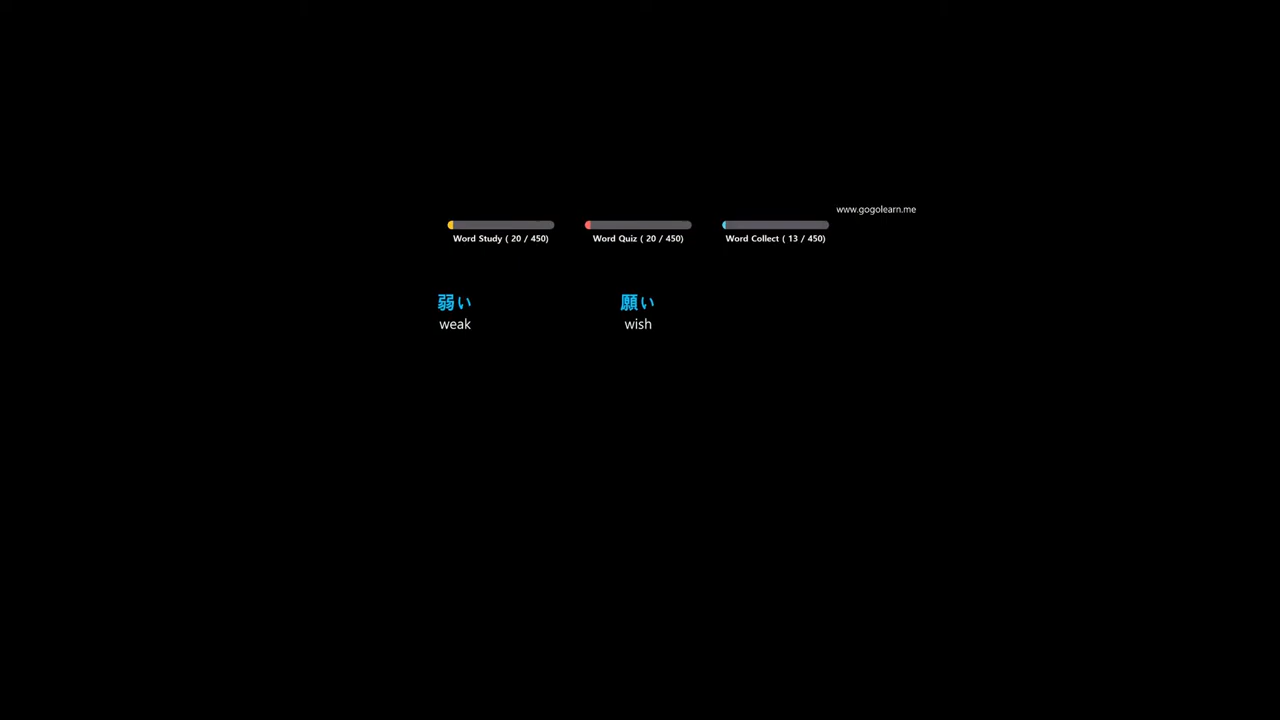 www.gogolearn.me
Word Study ( 20 / 450)
Word Quiz ( 20 / 450)
Word Collect ( 13 / 450)
弱い
weak
願い
wish